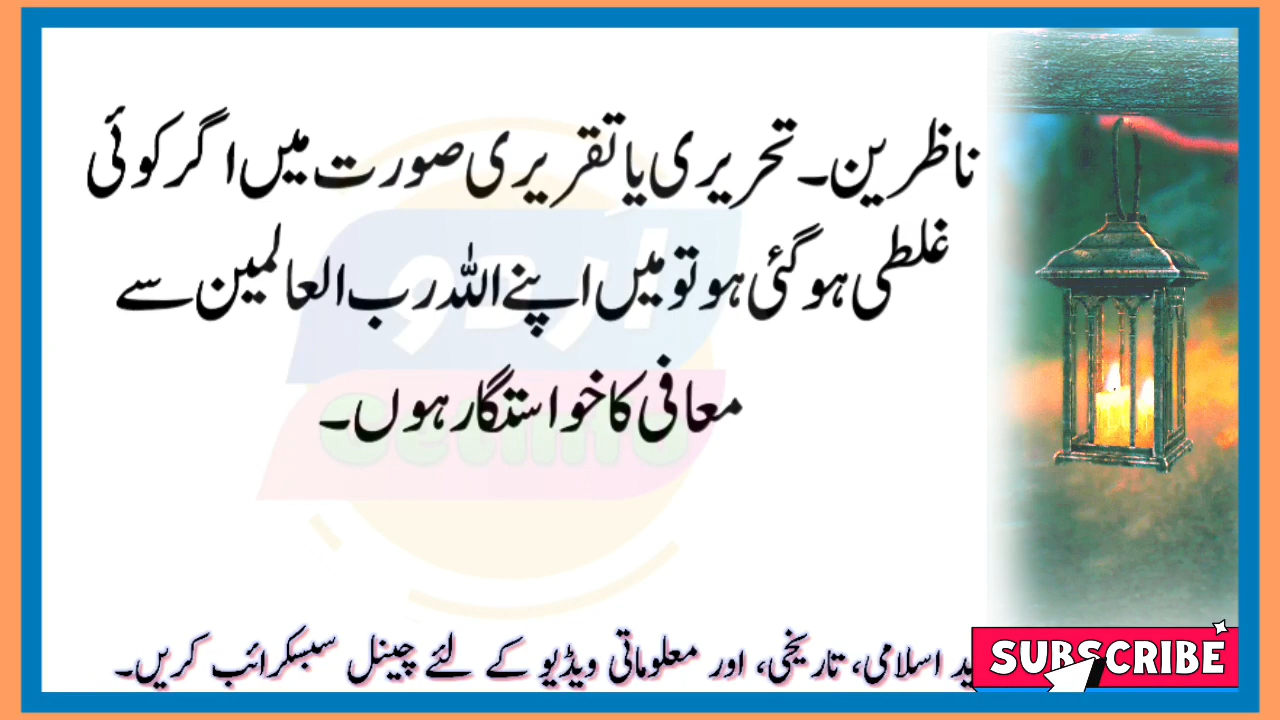 ناظرین۔ تحریری یا تقریری صورت میں اگر کوئی
غلطی ہو گئی ہو تو میں اپنے اللہ رب العالمین سے
معافی کا خواستگار ہوں۔
اردو
اسلامی، تاریخی، اور معلوماتی ویڈیو کے لئے چینل سبسکرائب کریں۔
SUBSCRIBE